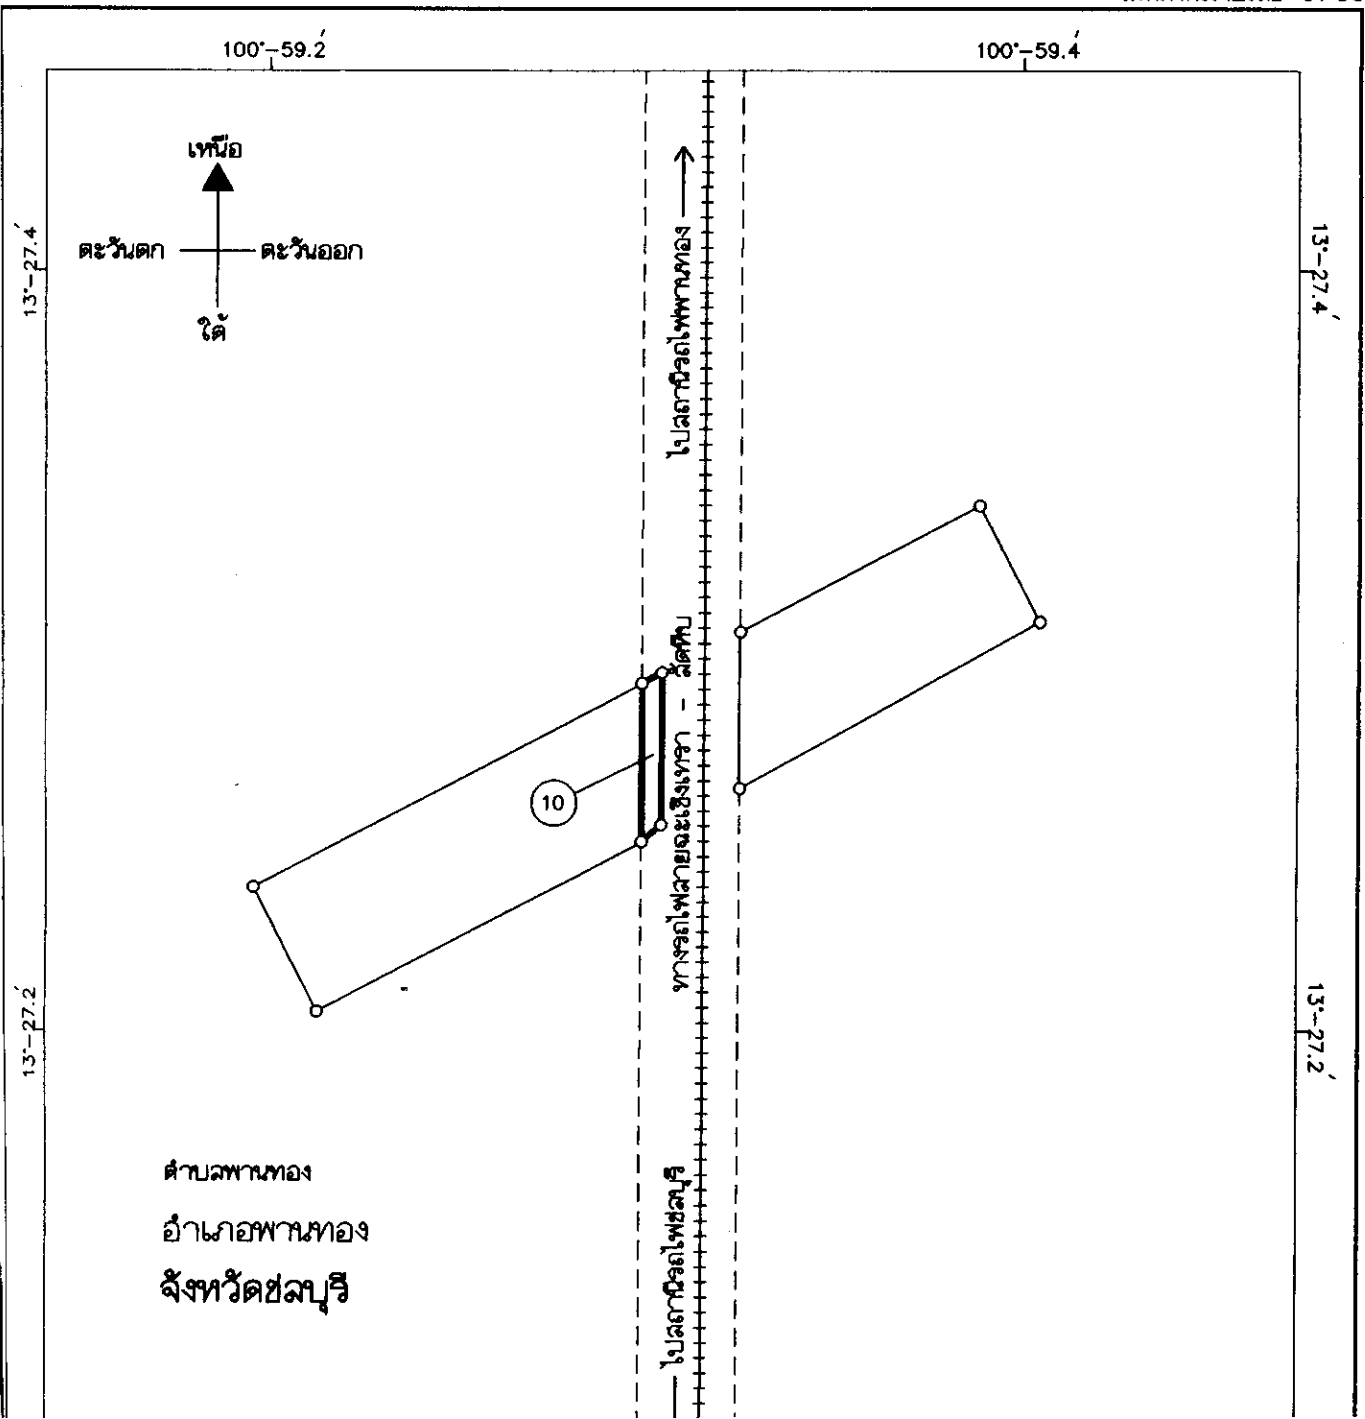 100°-59.2′
100°-59.4′
เหนือ
ตะวันตก
ตะวันออก
ใต้
13°-27.4′
13°-27.4′
ไปสถานีรถไฟพานทอง
ทางรถไฟสายฉะเชิงเทรา - สัตหีบ
10
13°-27.2′
13°-27.2′
ตำบลพานทอง
อำเภอพานทอง
จังหวัดชลบุรี
ไปสถานีรถไฟชลบุรี